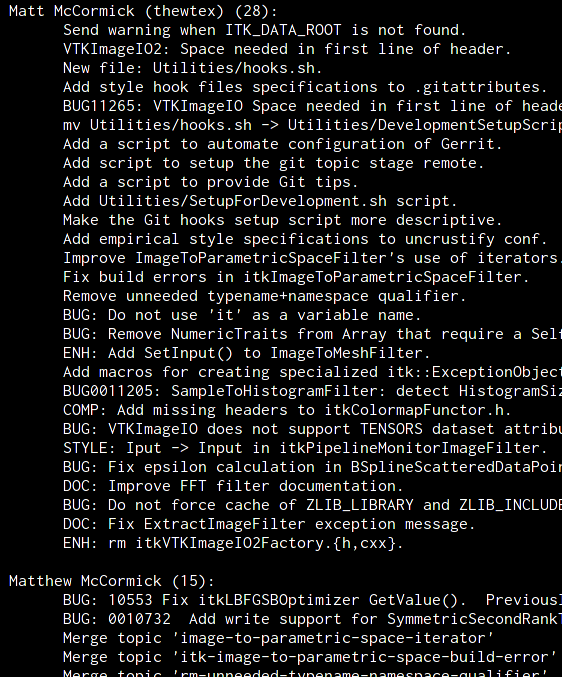 Matt McCormick (thewtex) (28):
Send warning when ITK_DATA_ROOT is not found.
VTKImageIO2: Space needed in first line of header.
New file: Utilities/hooks.sh.
Add style hook files specifications to .gitattributes.
BUG11265: VTKImageIO Space needed in first line of heade
mv Utilities/hooks.sh -> Utilities/DevelopmentSetupScrip
Add a script to automate configuration of Gerrit.
Add script to setup the git topic stage remote.
Add a script to provide Git tips.
Add Utilities/SetupForDevelopment.sh script.
Make the Git hooks setup script more descriptive.
Add empirical style specifications to uncrustify conf.
Improve ImageToParametricSpaceFilter's use of iterators.
Fix build errors in itkImageToParametricSpaceFilter.
Remove unneeded typename+namespace qualifier.
BUG: Do not use 'it' as a variable name.
BUG: Remove NumericTraits from Array that require a Sel
ENH: Add SetInput() to ImageToMeshFilter.
Add macros for creating specialized itk::ExceptionObjec
BUG0011205: SampleToHistogramFilter: detect HistogramSi
COMP: Add missing headers to itkColormapFunctor.h.
BUG: VTKImageIO does not support TENSORS dataset attribu
STYLE: Iput -> Input in itkPipelineMonitorImageFilter.
BUG: Fix epsilon calculation in BSplineScatteredDataPoin
DOC: Improve FFT filter documentation.
BUG: Do not force cache of ZLIB_LIBRARY and ZLIB_INCLUDE
DOC: Fix ExtractImageFilter exception message.
ENH: rm itkVTKImageIO2Factory.{h,cxx}.
Matthew McCormick (15):
BUG: 10553 Fix itkLBFGSBOptimizer GetValue().  Previousl
BUG: 0010732  Add write support for SymmetricSecondRankT
Merge topic 'image-to-parametric-space-iterator'
Merge topic 'itk-image-to-parametric-space-build-error'
Merge topic 'rm-unneeded-typename-namespace-qualifier'